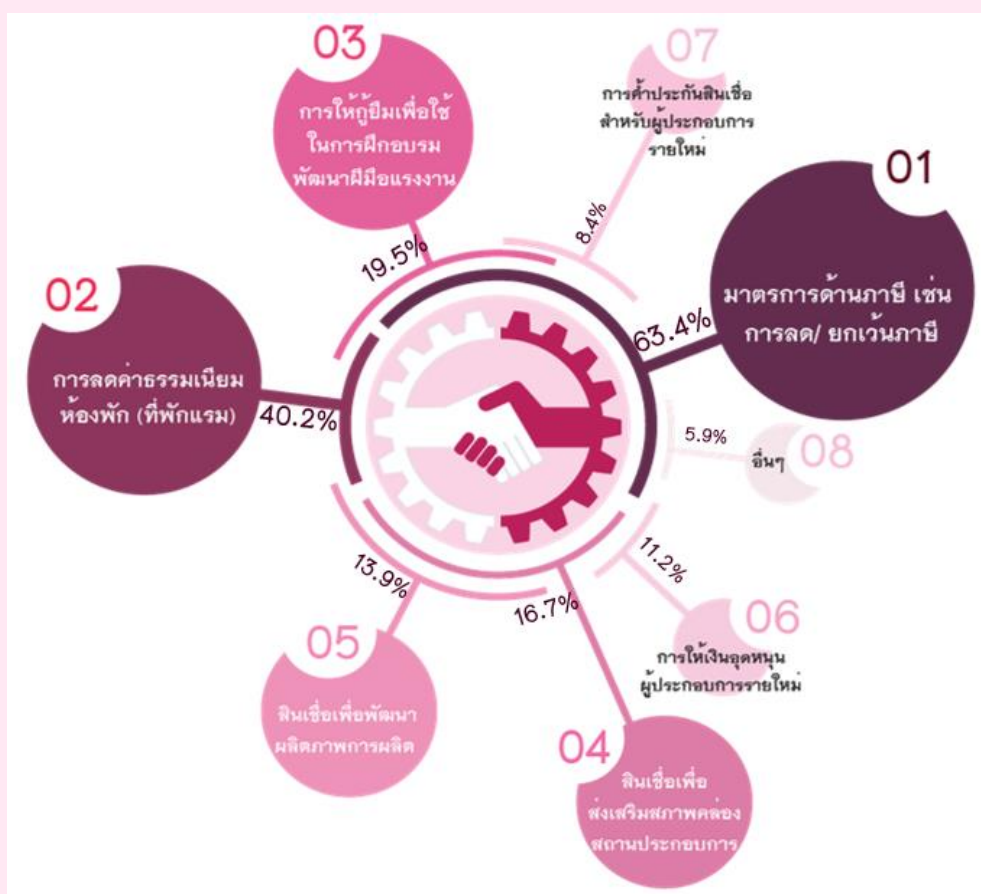 01
มาตรการด้านภาษี เช่น
การลด/ ยกเว้นภาษี
63.4%
02
การลดค่าธรรมเนียม
ห้องพัก (ที่พักแรม)
40.2%
03
การให้กู้ยืมเพื่อใช้
ในการฝึกอบรม
พัฒนาฝีมือแรงงาน
19.5%
04
สินเชื่อเพื่อ
ส่งเสริมสภาพคล่อง
สถานประกอบการ
16.7%
05
สินเชื่อเพื่อพัฒนา
ผลิตภาพการผลิต
13.9%
06
การให้เงินอุดหนุน
ผู้ประกอบการรายใหม่
11.2%
07
การค้ำประกันสินเชื่อ
สำหรับผู้ประกอบการ
รายใหม่
8.4%
08
อื่นๆ
5.9%